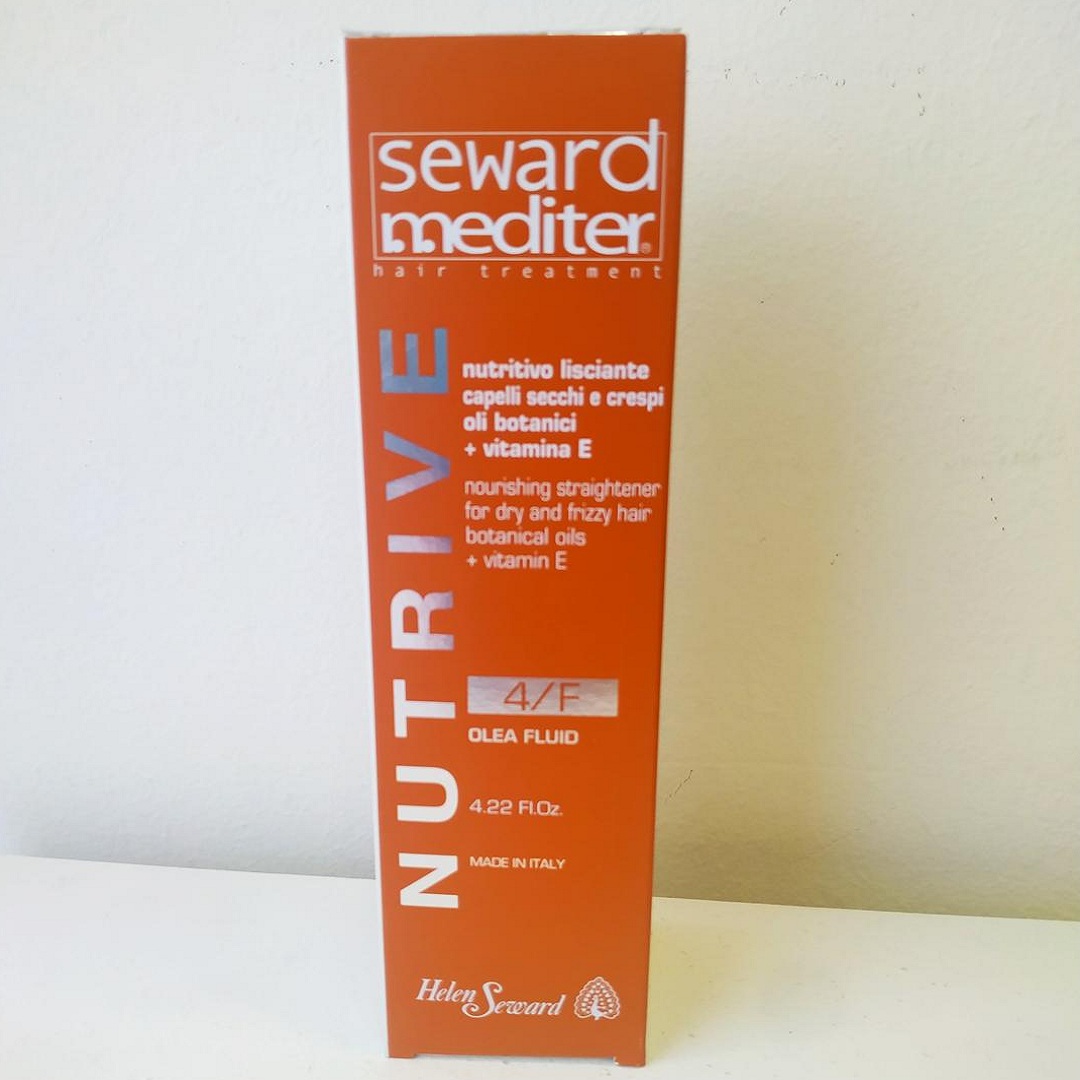 seward
mediter®
hair treatment
NUTRIVE
nutritivo lisciante
capelli secchi e crespi
oli botanici
+ vitamina E
nourishing straightener
for dry and frizzy hair
botanical oils
+ vitamin E
4/F
OLEA FLUID
4.22 Fl.Oz.
MADE IN ITALY
Helen Seward